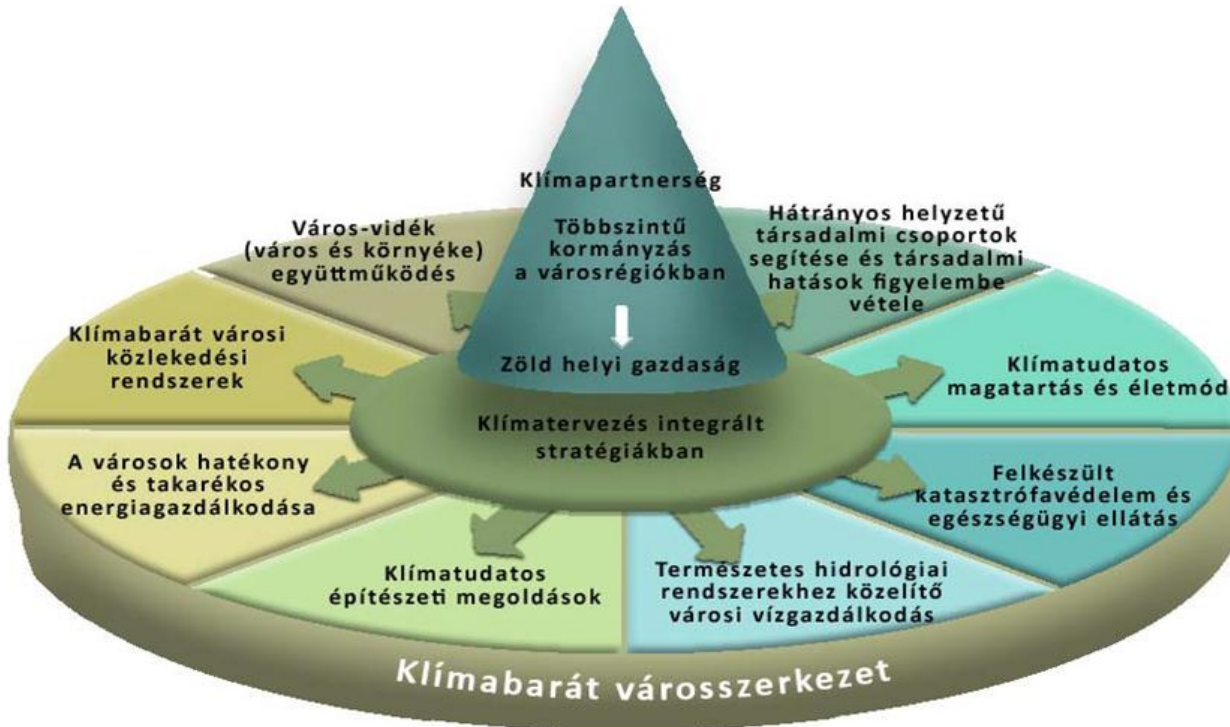 Klímapartnerség
Többszintű
kormányzás
a városrégiókban
Zöld helyi gazdaság
Klímatervezés integrált
stratégiákban
Város-vidék
(város és környéke)
együttműködés
Hátrányos helyzetű
társadalmi csoportok
segítése és társadalmi
hatások figyelembe
vétele
Klímabarát városi
közlekedési
rendszerek
Klímatudatos
magatartás és életmód
A városok hatékony
és takarékos
energiagazdálkodása
Felkészült
katasztrófavédelem és
egészségügyi ellátás
Klímatudatos
építészeti megoldások
Természetes hidrológiai
rendszerekhez közelítő
városi vízgazdálkodás
Klímabarát városszerkezet